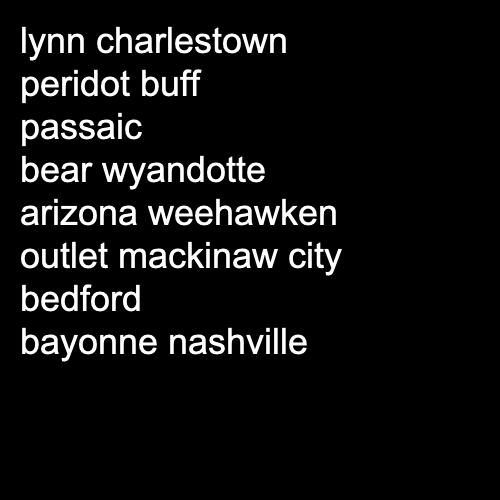 lynn charlestown
peridot buff
passaic
bear wyandotte
arizona weehawken
outlet mackinaw city
bedford
bayonne nashville